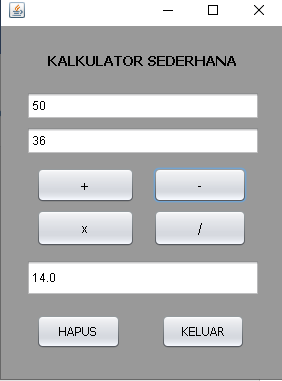 KALKULATOR SEDERHANA
50
36
+ -
x /
14.0
HAPUS KELUAR